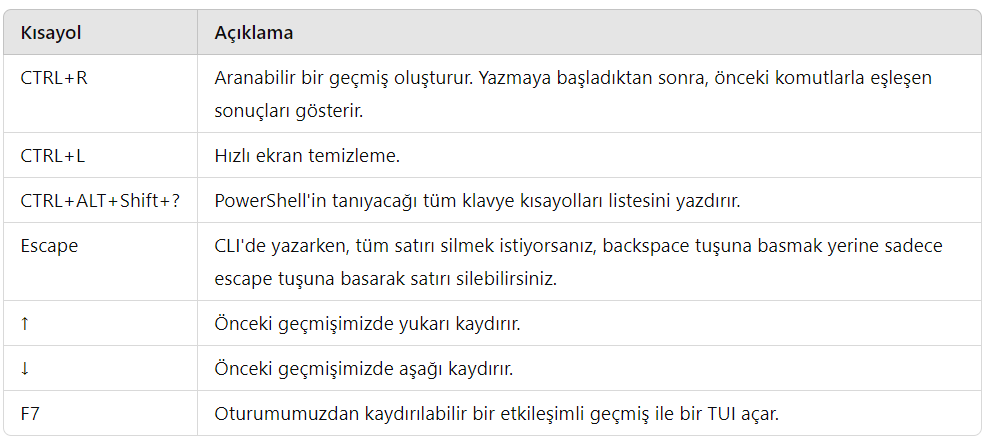 Kısayol Açıklama
CTRL+R Aranabilir bir geçmiş oluşturur. Yazmaya başladıktan sonra, önceki komutlarla eşleşen
sonuçları gösterir.
CTRL+L Hızlı ekran temizleme.
CTRL+ALT+Shift+? PowerShell'in tanıyacağı tüm klavye kısayolları listesini yazdırır.
Escape CLI'de yazarken, tüm satırı silmek istiyorsanız, backspace tuşuna basmak yerine sadece
escape tuşuna basarak satırı silebilirsiniz.
↑ Önceki geçmişimizde yukarı kaydırır.
↓ Önceki geçmişimizde aşağı kaydırır.
F7 Oturumumuzdan kaydırılabilir bir etkileşimli geçmiş ile bir TUI açar.